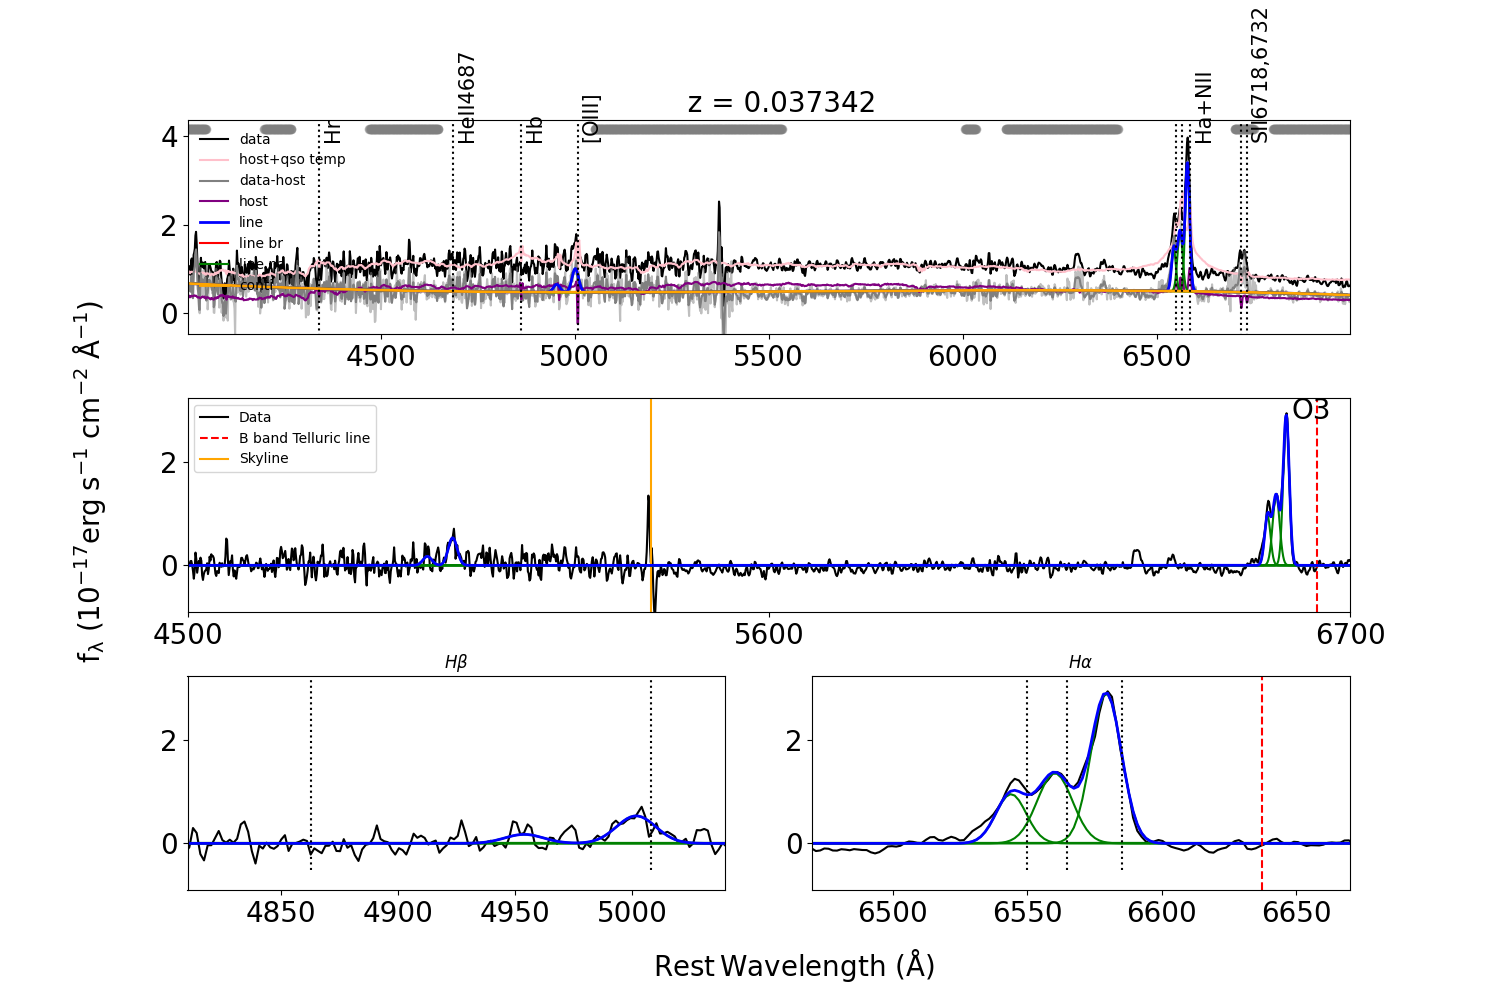 z = 0.037342
Hr
HeII4687
Hb
[OIII]
Ha+NII
SII6718,6732
data
host+qso temp
data-host
host
line
line br
conti
4
2
0
4500
5000
5500
6000
6500
fλ (10⁻¹⁷erg s⁻¹ cm⁻² Å⁻¹)
Data
B band Telluric line
Skyline
O3
2
0
4500
5600
6700
Hβ
2
0
4850
4900
4950
5000
Hα
2
0
6500
6550
6600
6650
Rest Wavelength (Å)